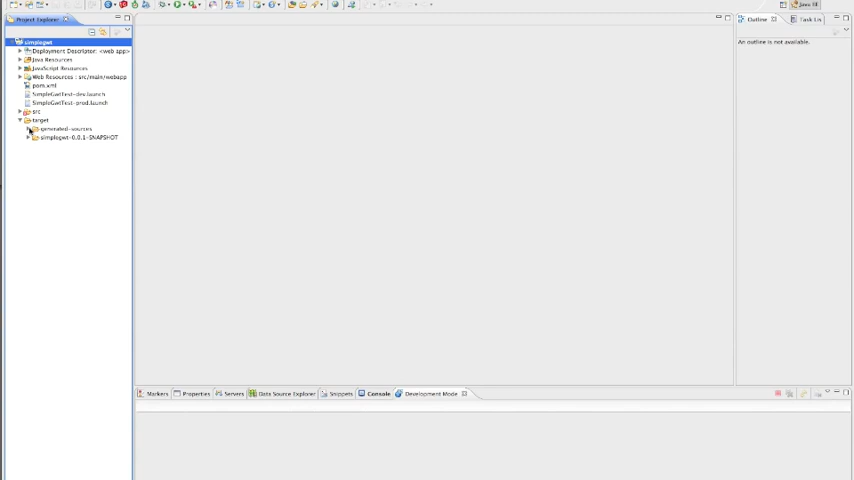 Java EE
Project Explorer
Outline
Task Lis
simplegwt
An outline is not available.
Deployment Descriptor: <web app>
Java Resources
JavaScript Resources
Web Resources : src/main/webapp
pom.xml
SimpleGwtTest-dev.launch
SimpleGwtTest-prod.launch
src
target
generated-sources
simplegwt-0.0.1-SNAPSHOT
Markers
Properties
Servers
Data Source Explorer
Snippets
Console
Development Mode